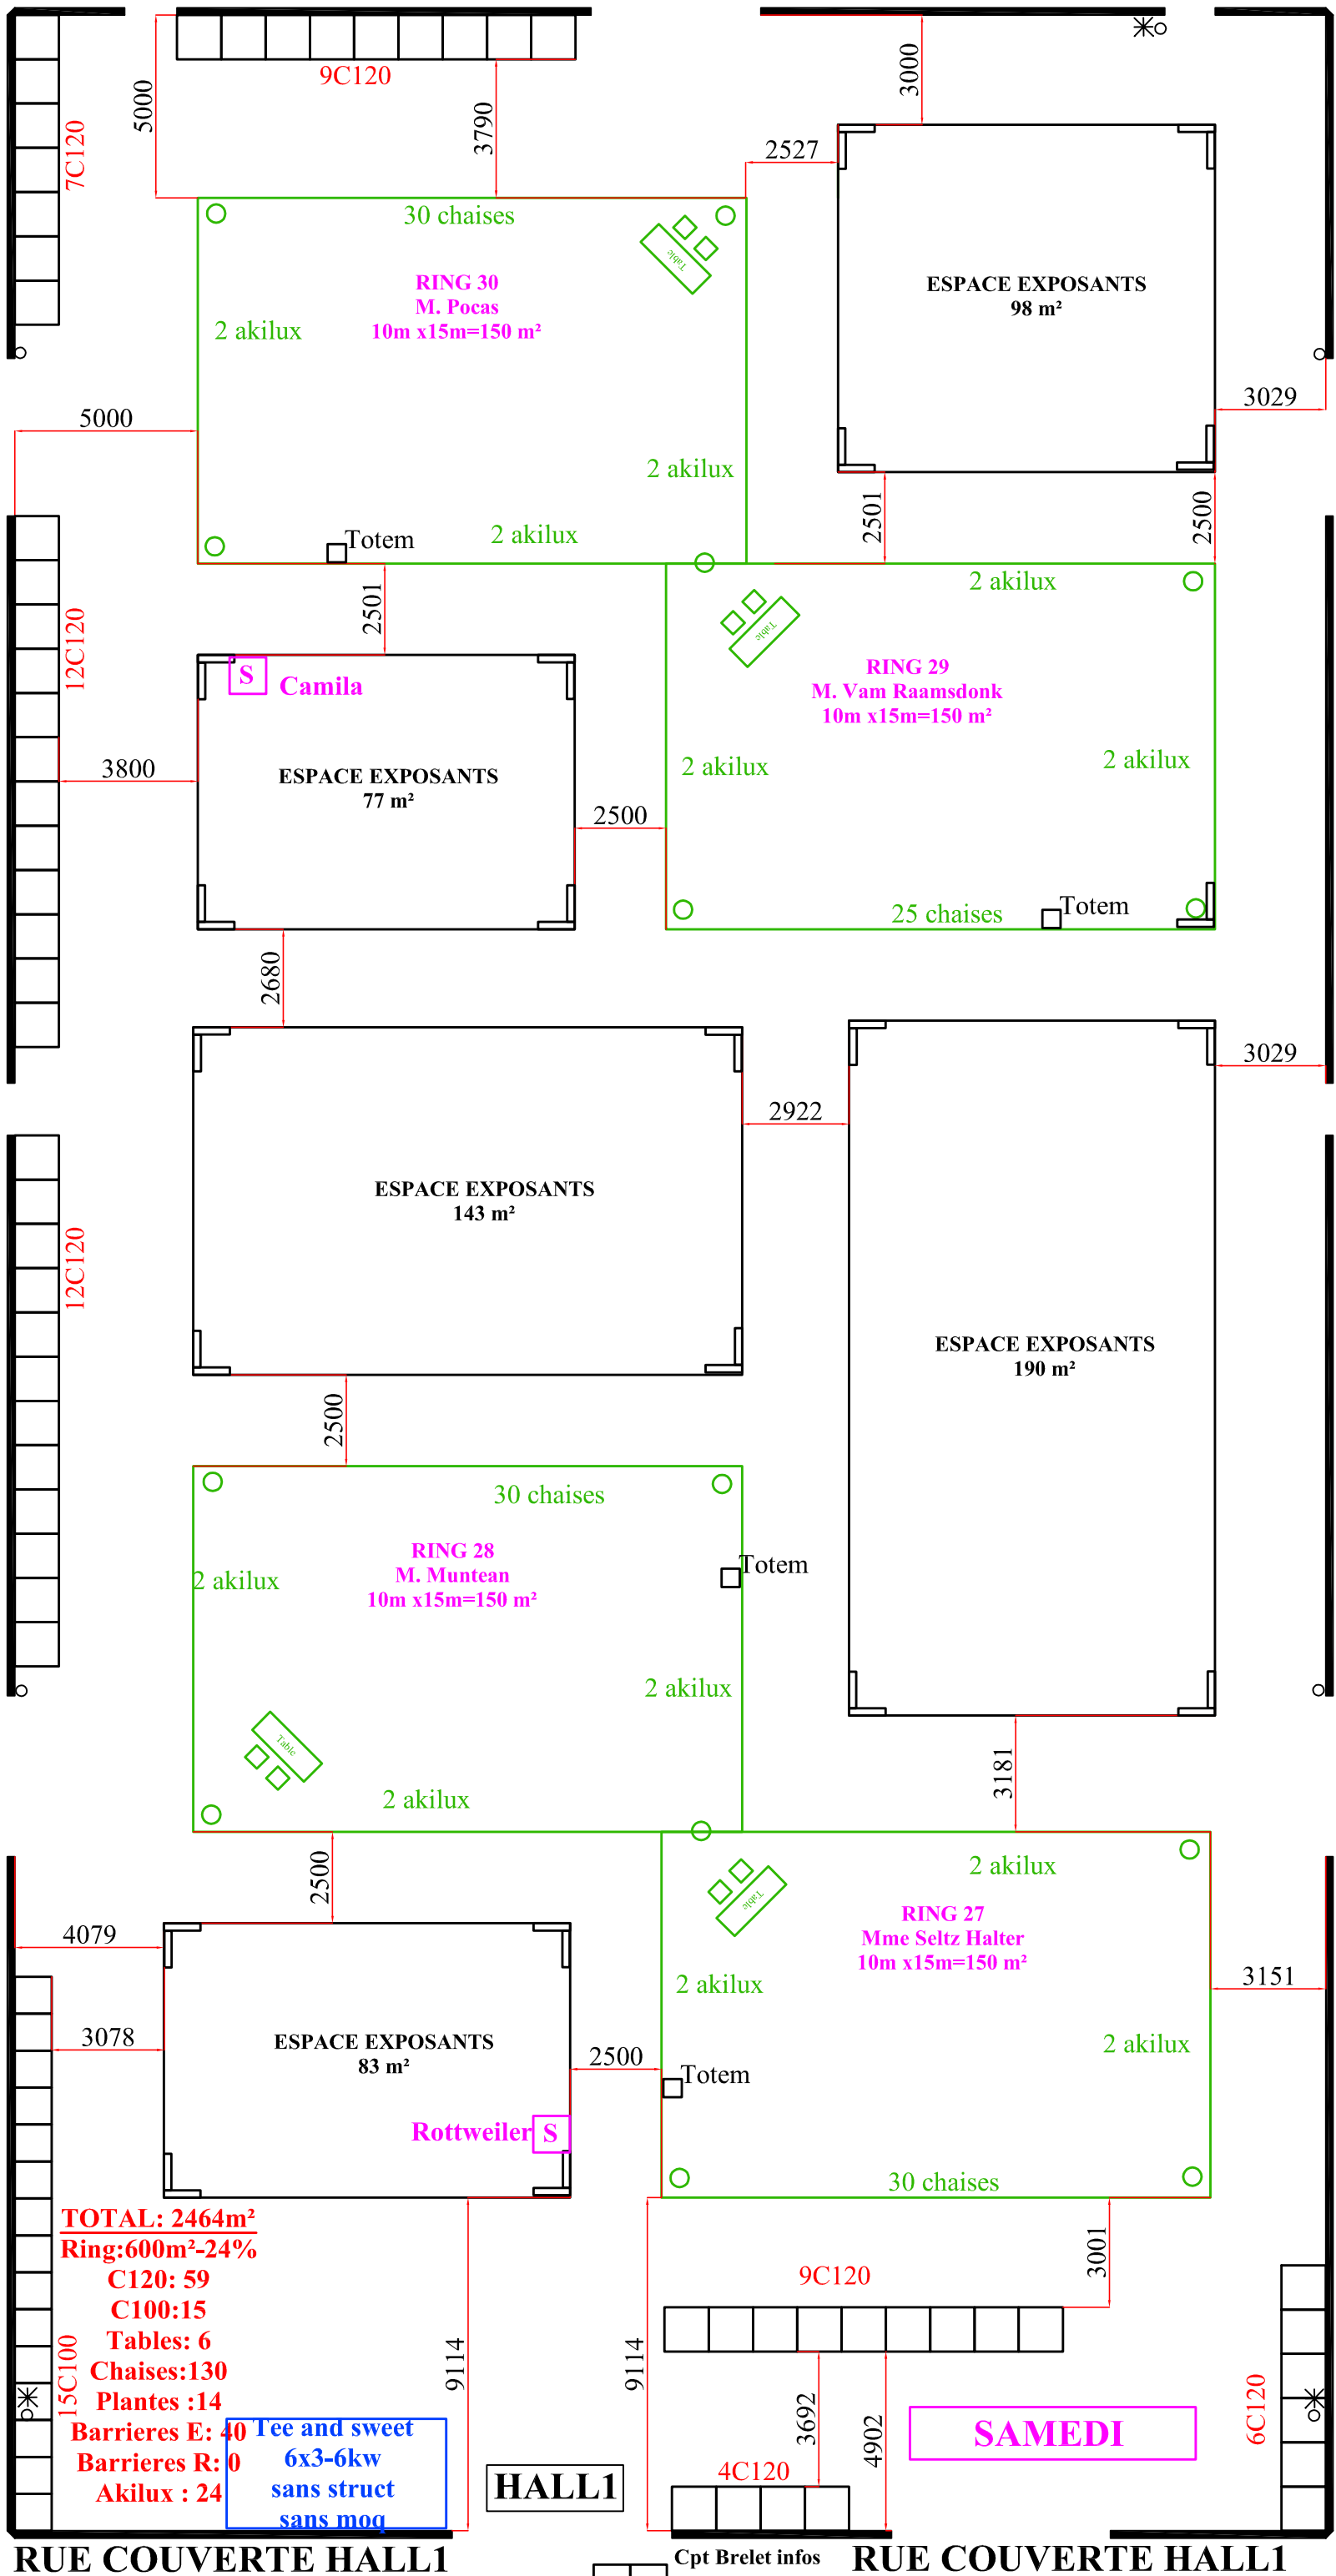 9C120
5000
3790
3000
7C120
2527
30 chaises
Table
RING 30
M. Pocas
10m x15m=150 m²
2 akilux
ESPACE EXPOSANTS
98 m²
5000
3029
2 akilux
2 akilux
Totem
2501
2500
2501
2 akilux
12C120
Table
S
Camila
RING 29
M. Vam Raamsdonk
10m x15m=150 m²
3800
ESPACE EXPOSANTS
77 m²
2 akilux
2 akilux
2500
25 chaises
Totem
2680
3029
2922
ESPACE EXPOSANTS
143 m²
12C120
ESPACE EXPOSANTS
190 m²
2500
30 chaises
RING 28
M. Muntean
10m x15m=150 m²
Totem
2 akilux
2 akilux
Table
2 akilux
3181
2500
2 akilux
Table
RING 27
Mme Seltz Halter
10m x15m=150 m²
4079
2 akilux
3151
3078
ESPACE EXPOSANTS
83 m²
2500
2 akilux
Totem
Rottweiler
S
30 chaises
TOTAL: 2464m²
Ring:600m²-24%
C120: 59
C100:15
Tables: 6
Chaises:130
Plantes :14
Barrieres E: 40
Barrieres R: 0
Akilux : 24
15C100
9114
9114
3001
9C120
3692
4902
6C120
SAMEDI
4C120
Tee and sweet
6x3-6kw
sans struct
sans moq
HALL1
RUE COUVERTE HALL1
Cpt Brelet infos
RUE COUVERTE HALL1